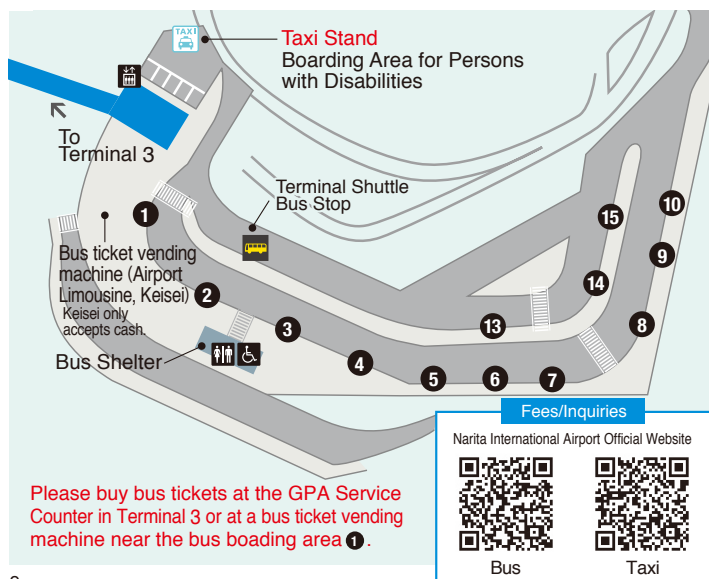 TAXI
Taxi Stand
Boarding Area for Persons
with Disabilities
To
Terminal 3
Terminal Shuttle
Bus Stop
1
15
10
Bus ticket vending
machine (Airport
Limousine, Keisei)
Keisei only
accepts cash.
9
14
2
13
8
3
Bus Shelter
4
5
6
7
Fees/Inquiries
Narita International Airport Official Website
Bus
Taxi
Please buy bus tickets at the GPA Service
Counter in Terminal 3 or at a bus ticket vending
machine near the bus boading area 1.